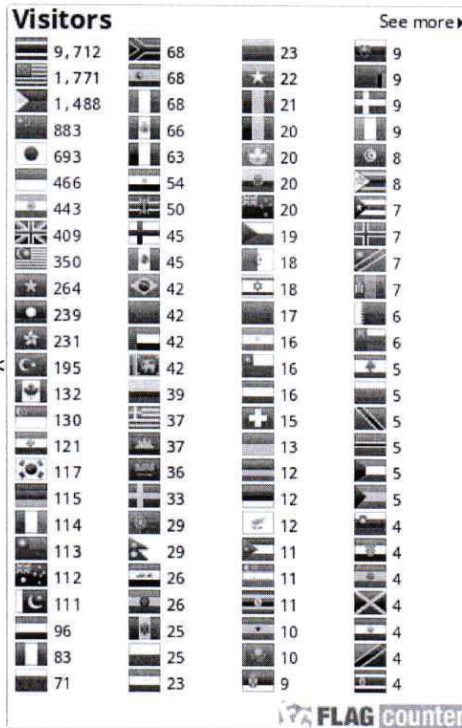 Visitors See more
9,712 68 23 9
1,771 68 22 9
1,488 68 21 9
883 66 20 9
693 63 20 8
466 54 20 8
443 50 20 7
409 45 19 7
350 45 18 7
264 42 18 7
239 42 17 6
231 42 16 6
195 42 16 5
132 39 16 5
130 37 15 5
121 37 13 5
117 36 12 5
115 33 12 5
114 29 12 4
113 29 11 4
112 26 11 4
111 26 11 4
96 25 10 4
83 25 10 4
71 23 9 4
FLAG counter